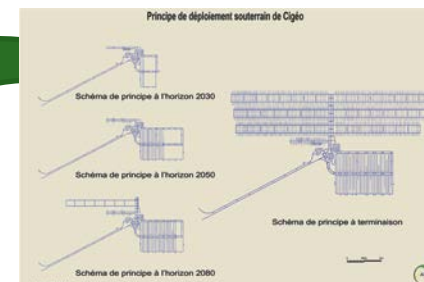 Principe de déploiement souterrain de Cigéo
Schéma de principe à l'horizon 2030
Schéma de principe à l'horizon 2050
Schéma de principe à terminaison
Schéma de principe à l'horizon 2080